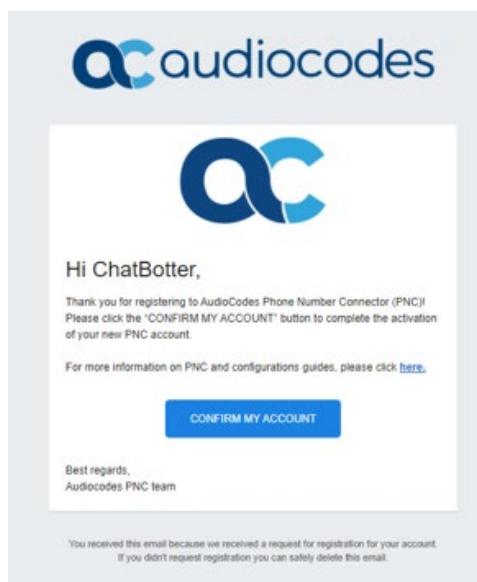 audiocodes
Hi ChatBotter,
Thank you for registering to AudioCodes Phone Number Connector (PNC)!
Please click the "CONFIRM MY ACCOUNT" button to complete the activation
of your new PNC account.
For more information on PNC and configurations guides, please click here.
CONFIRM MY ACCOUNT
Best regards,
Audiocodes PNC team
You received this email because we received a request for registration for your account.
If you didn't request registration you can safely delete this email.